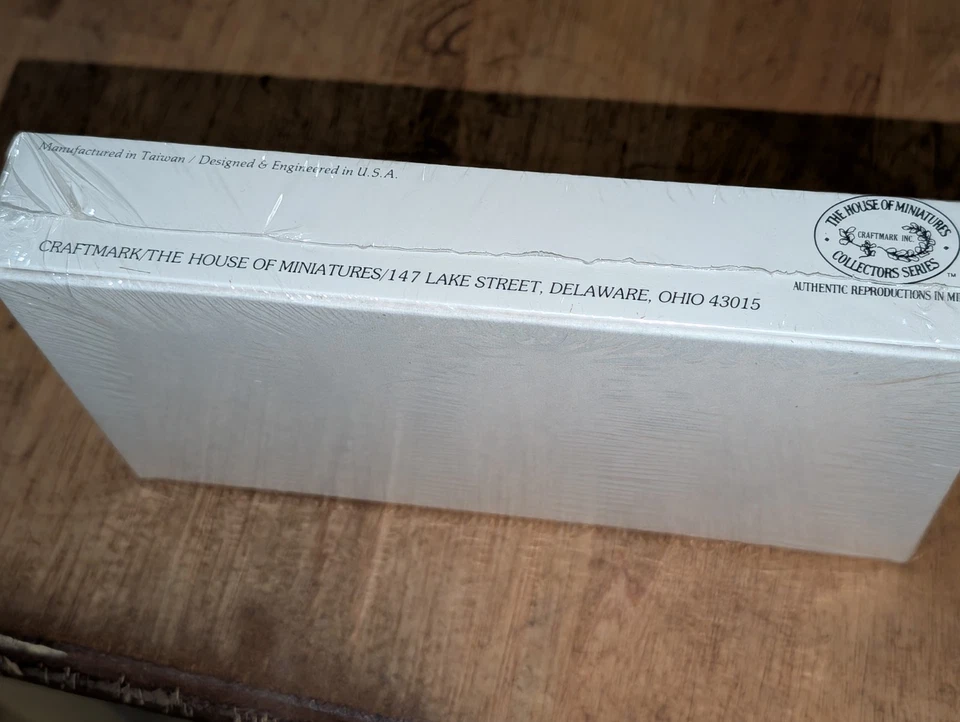 Manufactured in Taiwan / Designed & Engineered in U.S.A.
CRAFTMARK/THE HOUSE OF MINIATURES/147 LAKE STREET, DELAWARE, OHIO 43015
THE HOUSE OF MINIATURES
CRAFTMARK INC.
COLLECTORS SERIES
™
AUTHENTIC REPRODUCTIONS IN